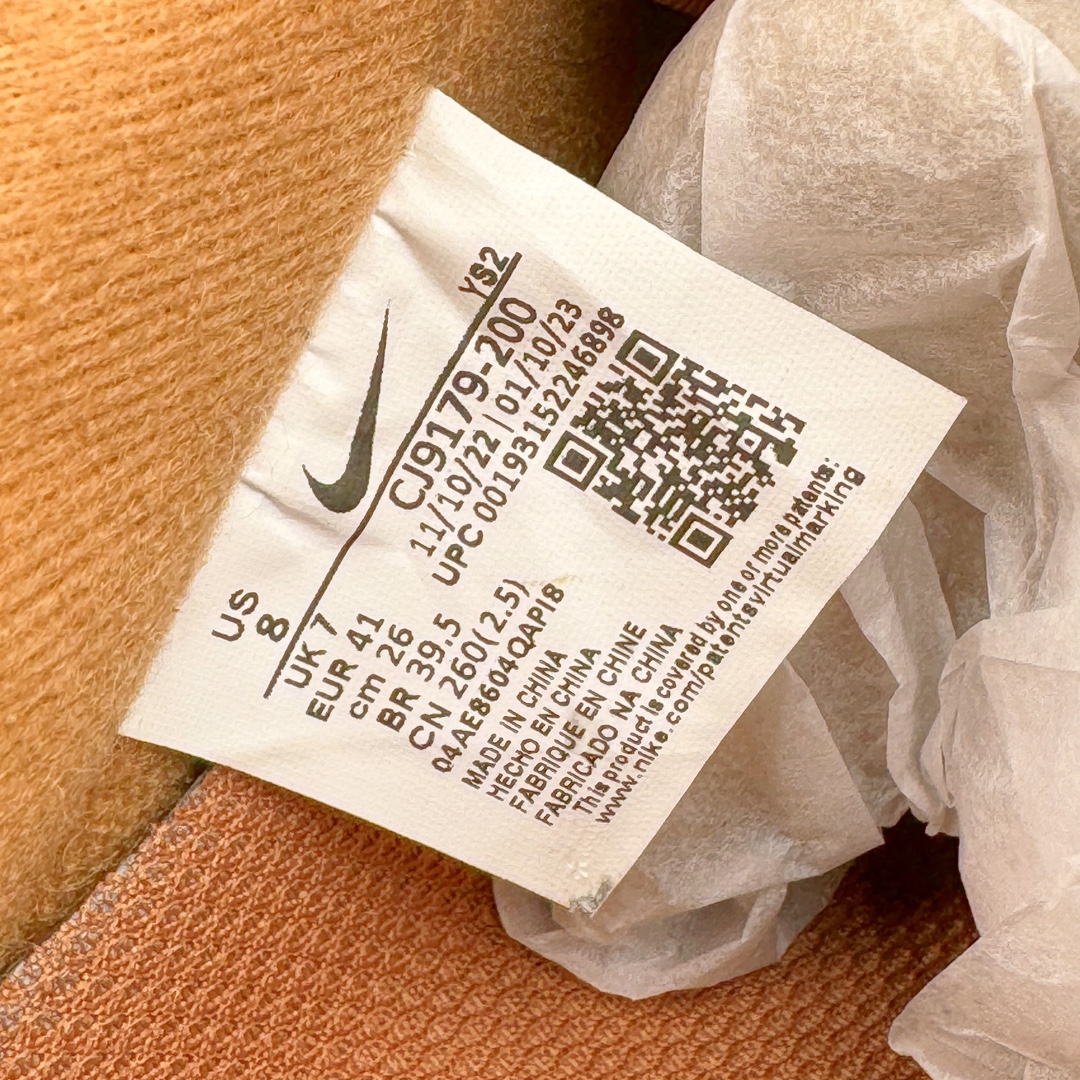 US
8
YS2
UK 7
EUR 41
cm 26
BR 39.5
CN 260(2.5)
04AE8604QAPI8
CJ9179-200
11/10/22 | 01/10/23
UPC 00193152246898
MADE IN CHINA
HECHO EN CHINA
FABRIQUE EN CHINE
FABRICADO NA CHINA
This product is covered by one or more patents:
www.nike.com/patentsvirtualmarking